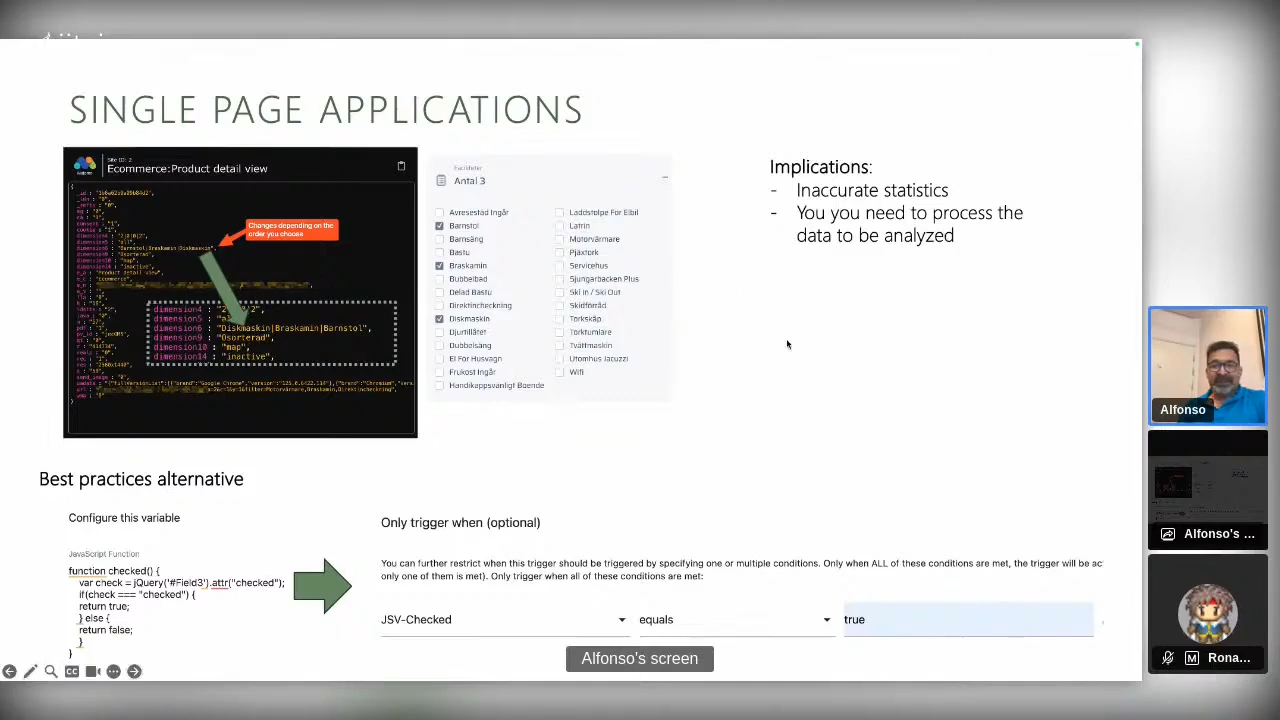 SINGLE PAGE APPLICATIONS
Site ID: 2
Ecommerce:Product detail view
Changes depending on the
order you choose
dimension4 :
dimension5 :
dimension6 : "Diskmaskin|Braskamin|Barnstol",
dimension9 : "Osorterad",
dimension10 : "map",
dimension14 : "inactive",
Faciliteter
Antal 3
Avresestäd Ingår
Barnstol
Barnsäng
Bastu
Braskamin
Bubbelbad
Delad Bastu
Direktincheckning
Diskmaskin
Djurtillåtet
Dubbelsäng
El För Husvagn
Frukost Ingår
Handikappsvänligt Boende
Laddstolpe För Elbil
Latrin
Motorvärmare
Pjäxtork
Servicehus
Sjungarbacken Plus
Ski in / Ski Out
Skidförråd
Torkskåp
Torktumlare
Tvättmaskin
Utomhus Jacuzzi
Wifi
Implications:
- Inaccurate statistics
- You you need to process the
data to be analyzed
Best practices alternative
Configure this variable
JavaScript Function
function checked() {
var check = jQuery('#Field3').attr("checked");
if(check === "checked") {
return true;
} else {
return false;
}
}
Only trigger when (optional)
You can further restrict when this trigger should be triggered by specifying one or multiple conditions. Only when ALL of these conditions are met, the trigger will be ac
only one of them is met). Only trigger when all of these conditions are met:
JSV-Checked
equals
true
CC
Alfonso's screen
Alfonso
Alfonso's ...
M
Rona...